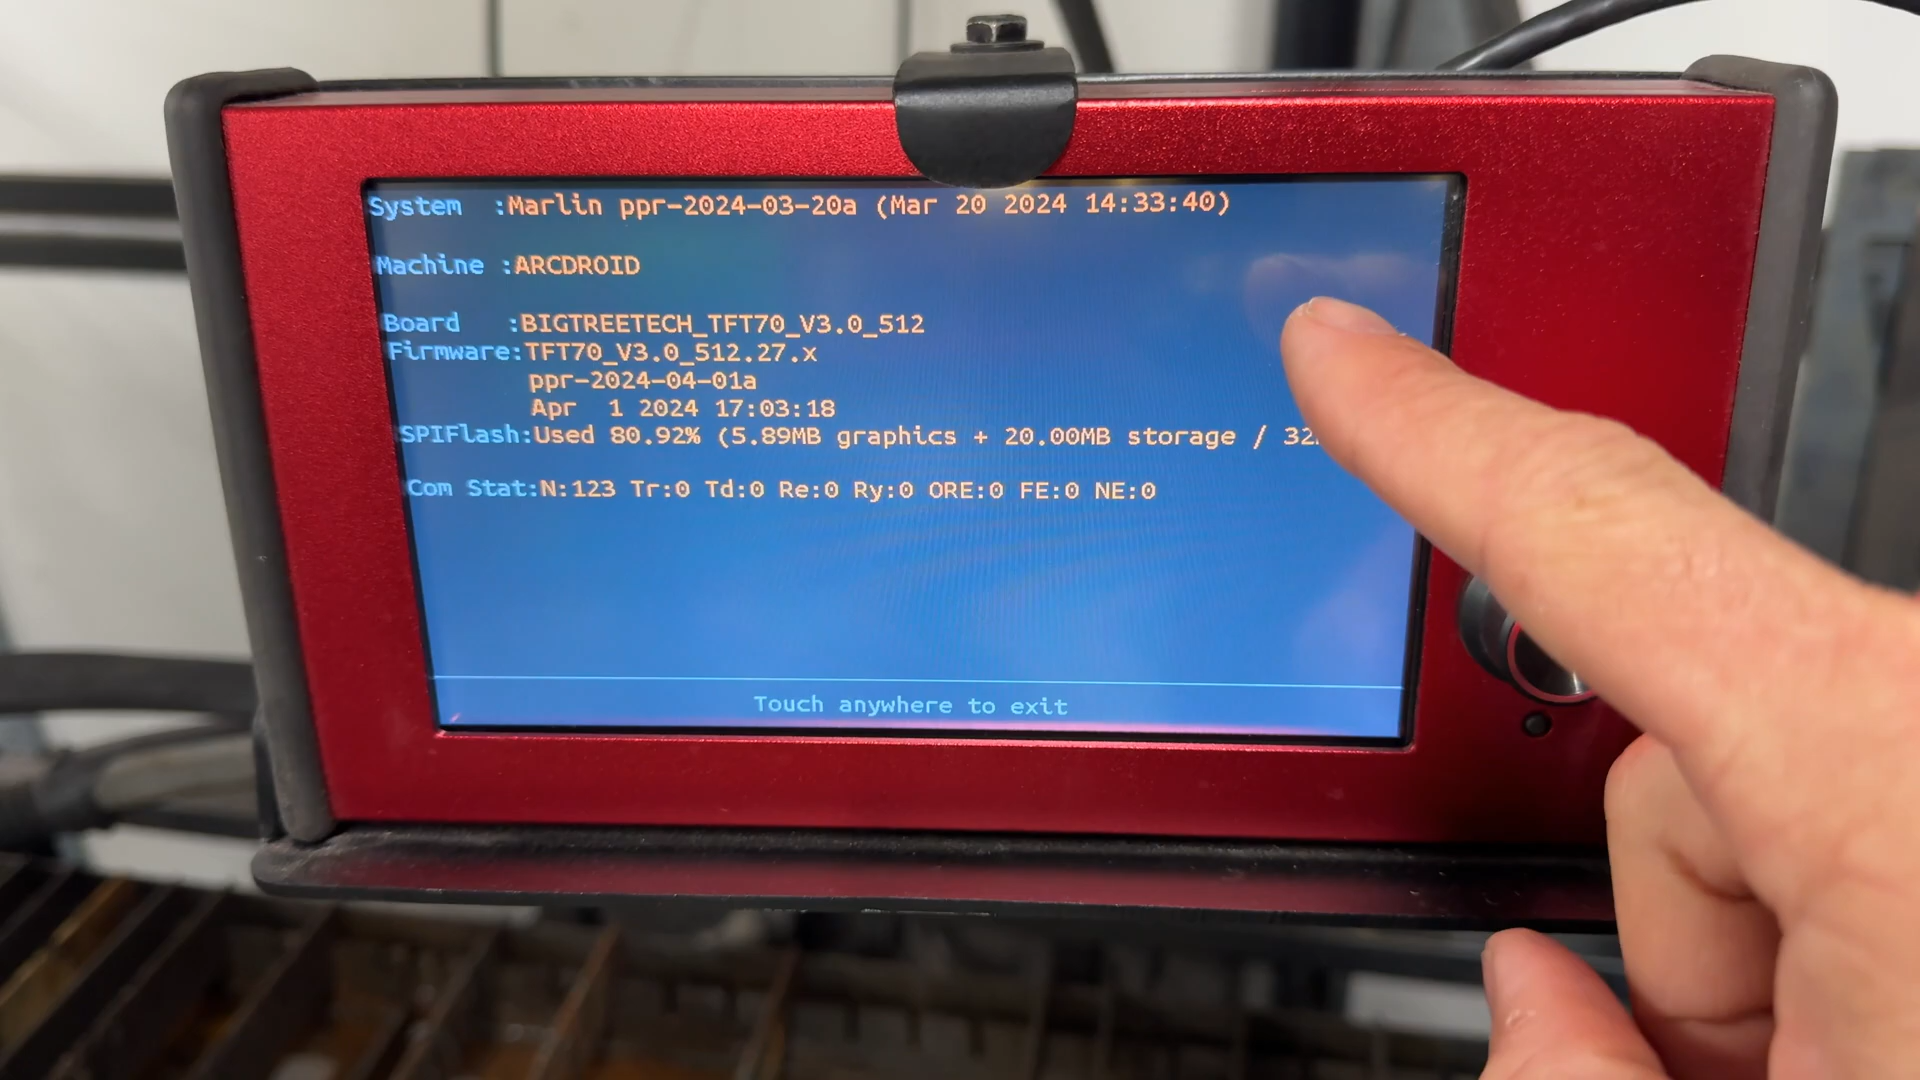 System  :Marlin ppr-2024-03-20a (Mar 20 2024 14:33:40)
Machine :ARCDROID
Board   :BIGTREETECH_TFT70_V3.0_512
Firmware:TFT70_V3.0_512.27.x
ppr-2024-04-01a
Apr  1 2024 17:03:18
SPIFlash:Used 80.92% (5.89MB graphics + 20.00MB storage / 32
Com Stat:N:123 Tr:0 Td:0 Re:0 Ry:0 ORE:0 FE:0 NE:0
Touch anywhere to exit